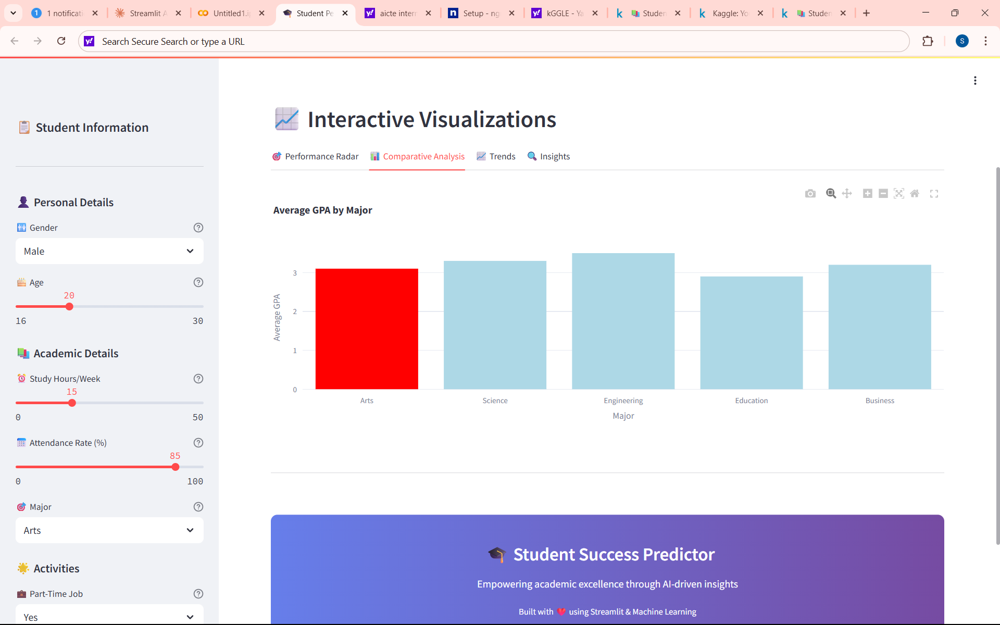 1 notificati
Streamlit A
Untitled1.i
Student Pe
aicte intern
Setup - ng
kGGLE - Ya
Studen
Kaggle: Yo
Studen
Search Secure Search or type a URL
S
Student Information
Personal Details
Gender
Male
Age
20
16
30
Academic Details
Study Hours/Week
15
0
50
Attendance Rate (%)
85
0
100
Major
Arts
Activities
Part-Time Job
Yes
Interactive Visualizations
Performance Radar
Comparative Analysis
Trends
Insights
Average GPA by Major
Average GPA
3
2
1
0
Arts
Science
Engineering
Education
Business
Major
Student Success Predictor
Empowering academic excellence through AI-driven insights
Built with ❤️ using Streamlit & Machine Learning